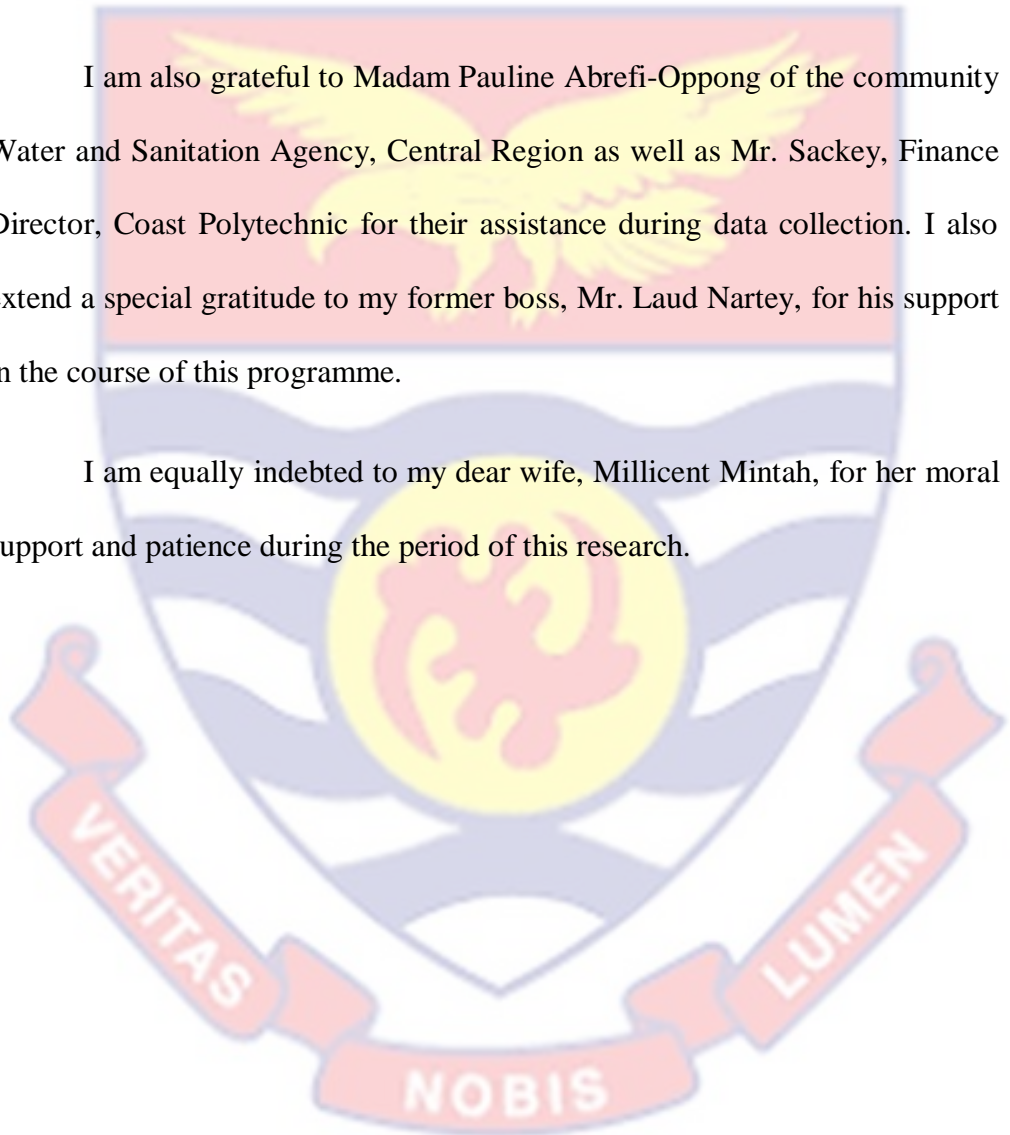 I am also grateful to Madam Pauline Abrefi-Oppong of the community
Water and Sanitation Agency, Central Region as well as Mr. Sackey, Finance
Director, Coast Polytechnic for their assistance during data collection. I also
extend a special gratitude to my former boss, Mr. Laud Nartey, for his support
in the course of this programme.
I am equally indebted to my dear wife, Millicent Mintah, for her moral
support and patience during the period of this research.
VERITAS
NOBIS
LUMEN